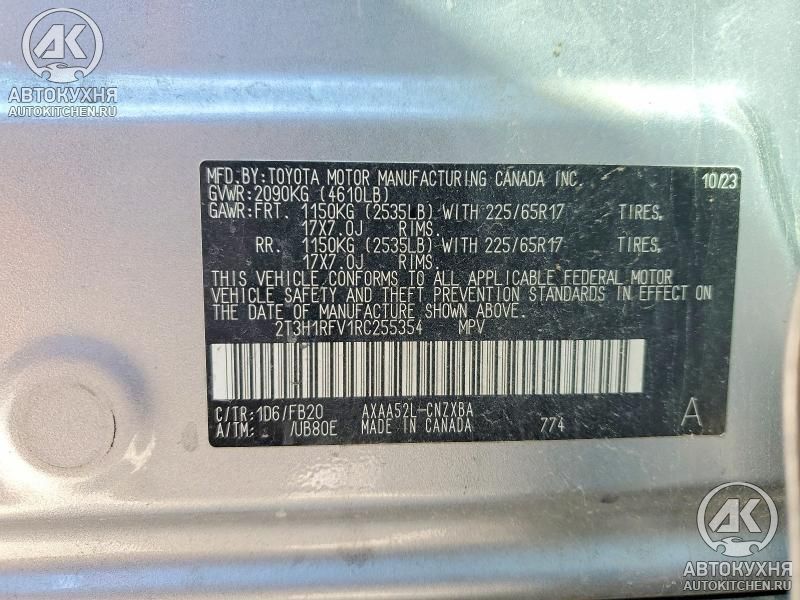 AK
АВТОКУХНЯ
AUTOKITCHEN.RU
MFD.BY:TOYOTA MOTOR MANUFACTURING CANADA INC. 10/23
GVWR:2090KG (4610LB)
GAWR:FRT. 1150KG (2535LB) WITH 225/65R17 TIRES,
17X7.0J RIMS.
RR. 1150KG (2535LB) WITH 225/65R17 TIRES,
17X7.0J RIMS.
THIS VEHICLE CONFORMS TO ALL APPLICABLE FEDERAL MOTOR
VEHICLE SAFETY AND THEFT PREVENTION STANDARDS IN EFFECT ON
THE DATE OF MANUFACTURE SHOWN ABOVE.
2T3H1RFV1RC255354 MPV
C/TR:1D6/FB20 AXAA52L-CNZXBA A
A/TM: /UB80E MADE IN CANADA 774
AK
АВТОКУХНЯ
AUTOKITCHEN.RU